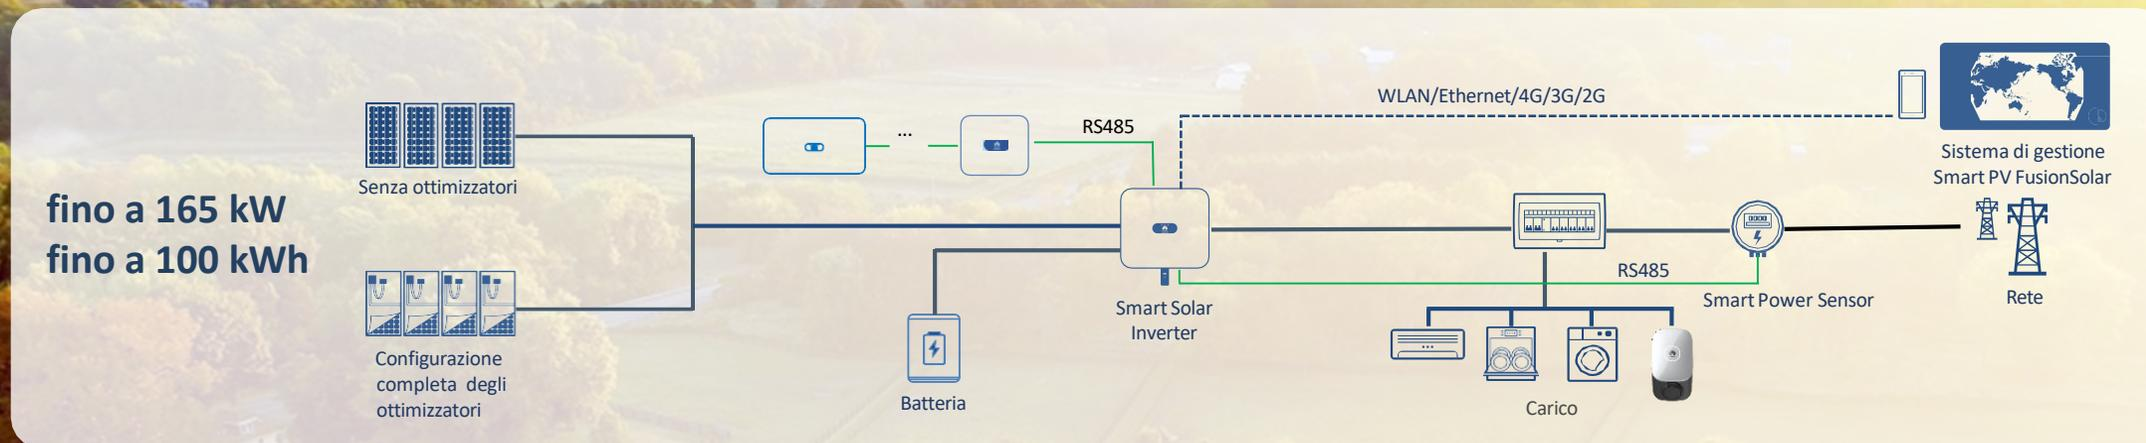 fino a 165 kW
fino a 100 kWh
Senza ottimizzatori
Configurazione
completa degli
ottimizzatori
...
RS485
Batteria
Smart Solar
Inverter
WLAN/Ethernet/4G/3G/2G
RS485
Carico
Smart Power Sensor
Sistema di gestione
Smart PV FusionSolar
Rete